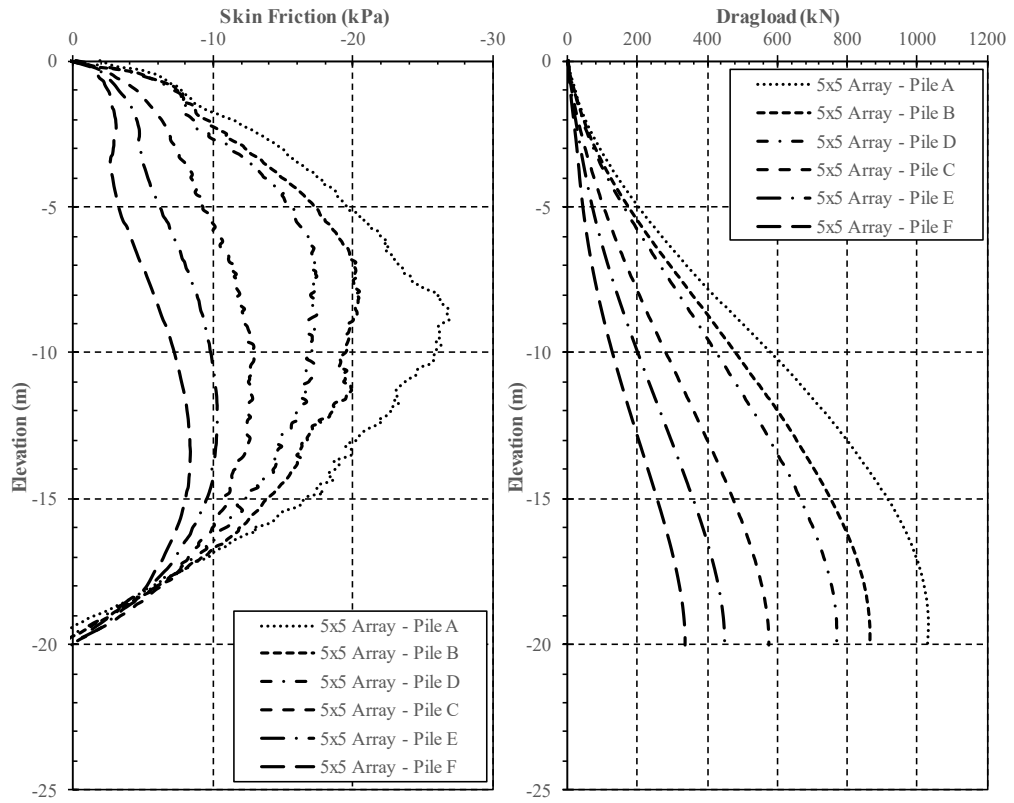 Skin Friction (kPa)
0 -10 -20 -30
0
-5
-10
-15
-20
-25
Elevation (m)
5x5 Array - Pile A
5x5 Array - Pile B
5x5 Array - Pile D
5x5 Array - Pile C
5x5 Array - Pile E
5x5 Array - Pile F
Dragload (kN)
0 200 400 600 800 1000 1200
0
-5
-10
-15
-20
-25
Elevation (m)
5x5 Array - Pile A
5x5 Array - Pile B
5x5 Array - Pile D
5x5 Array - Pile C
5x5 Array - Pile E
5x5 Array - Pile F